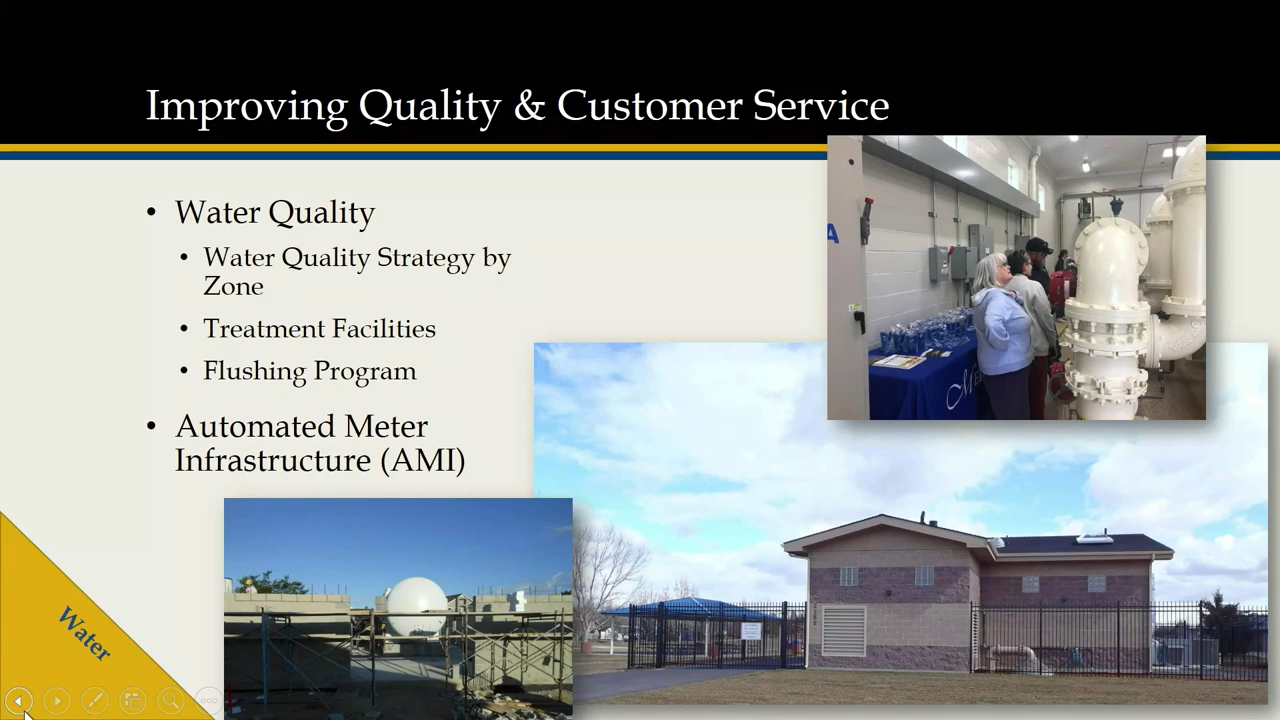 Improving Quality & Customer Service
• Water Quality
• Water Quality Strategy by
Zone
• Treatment Facilities
• Flushing Program
• Automated Meter
Infrastructure (AMI)
Water